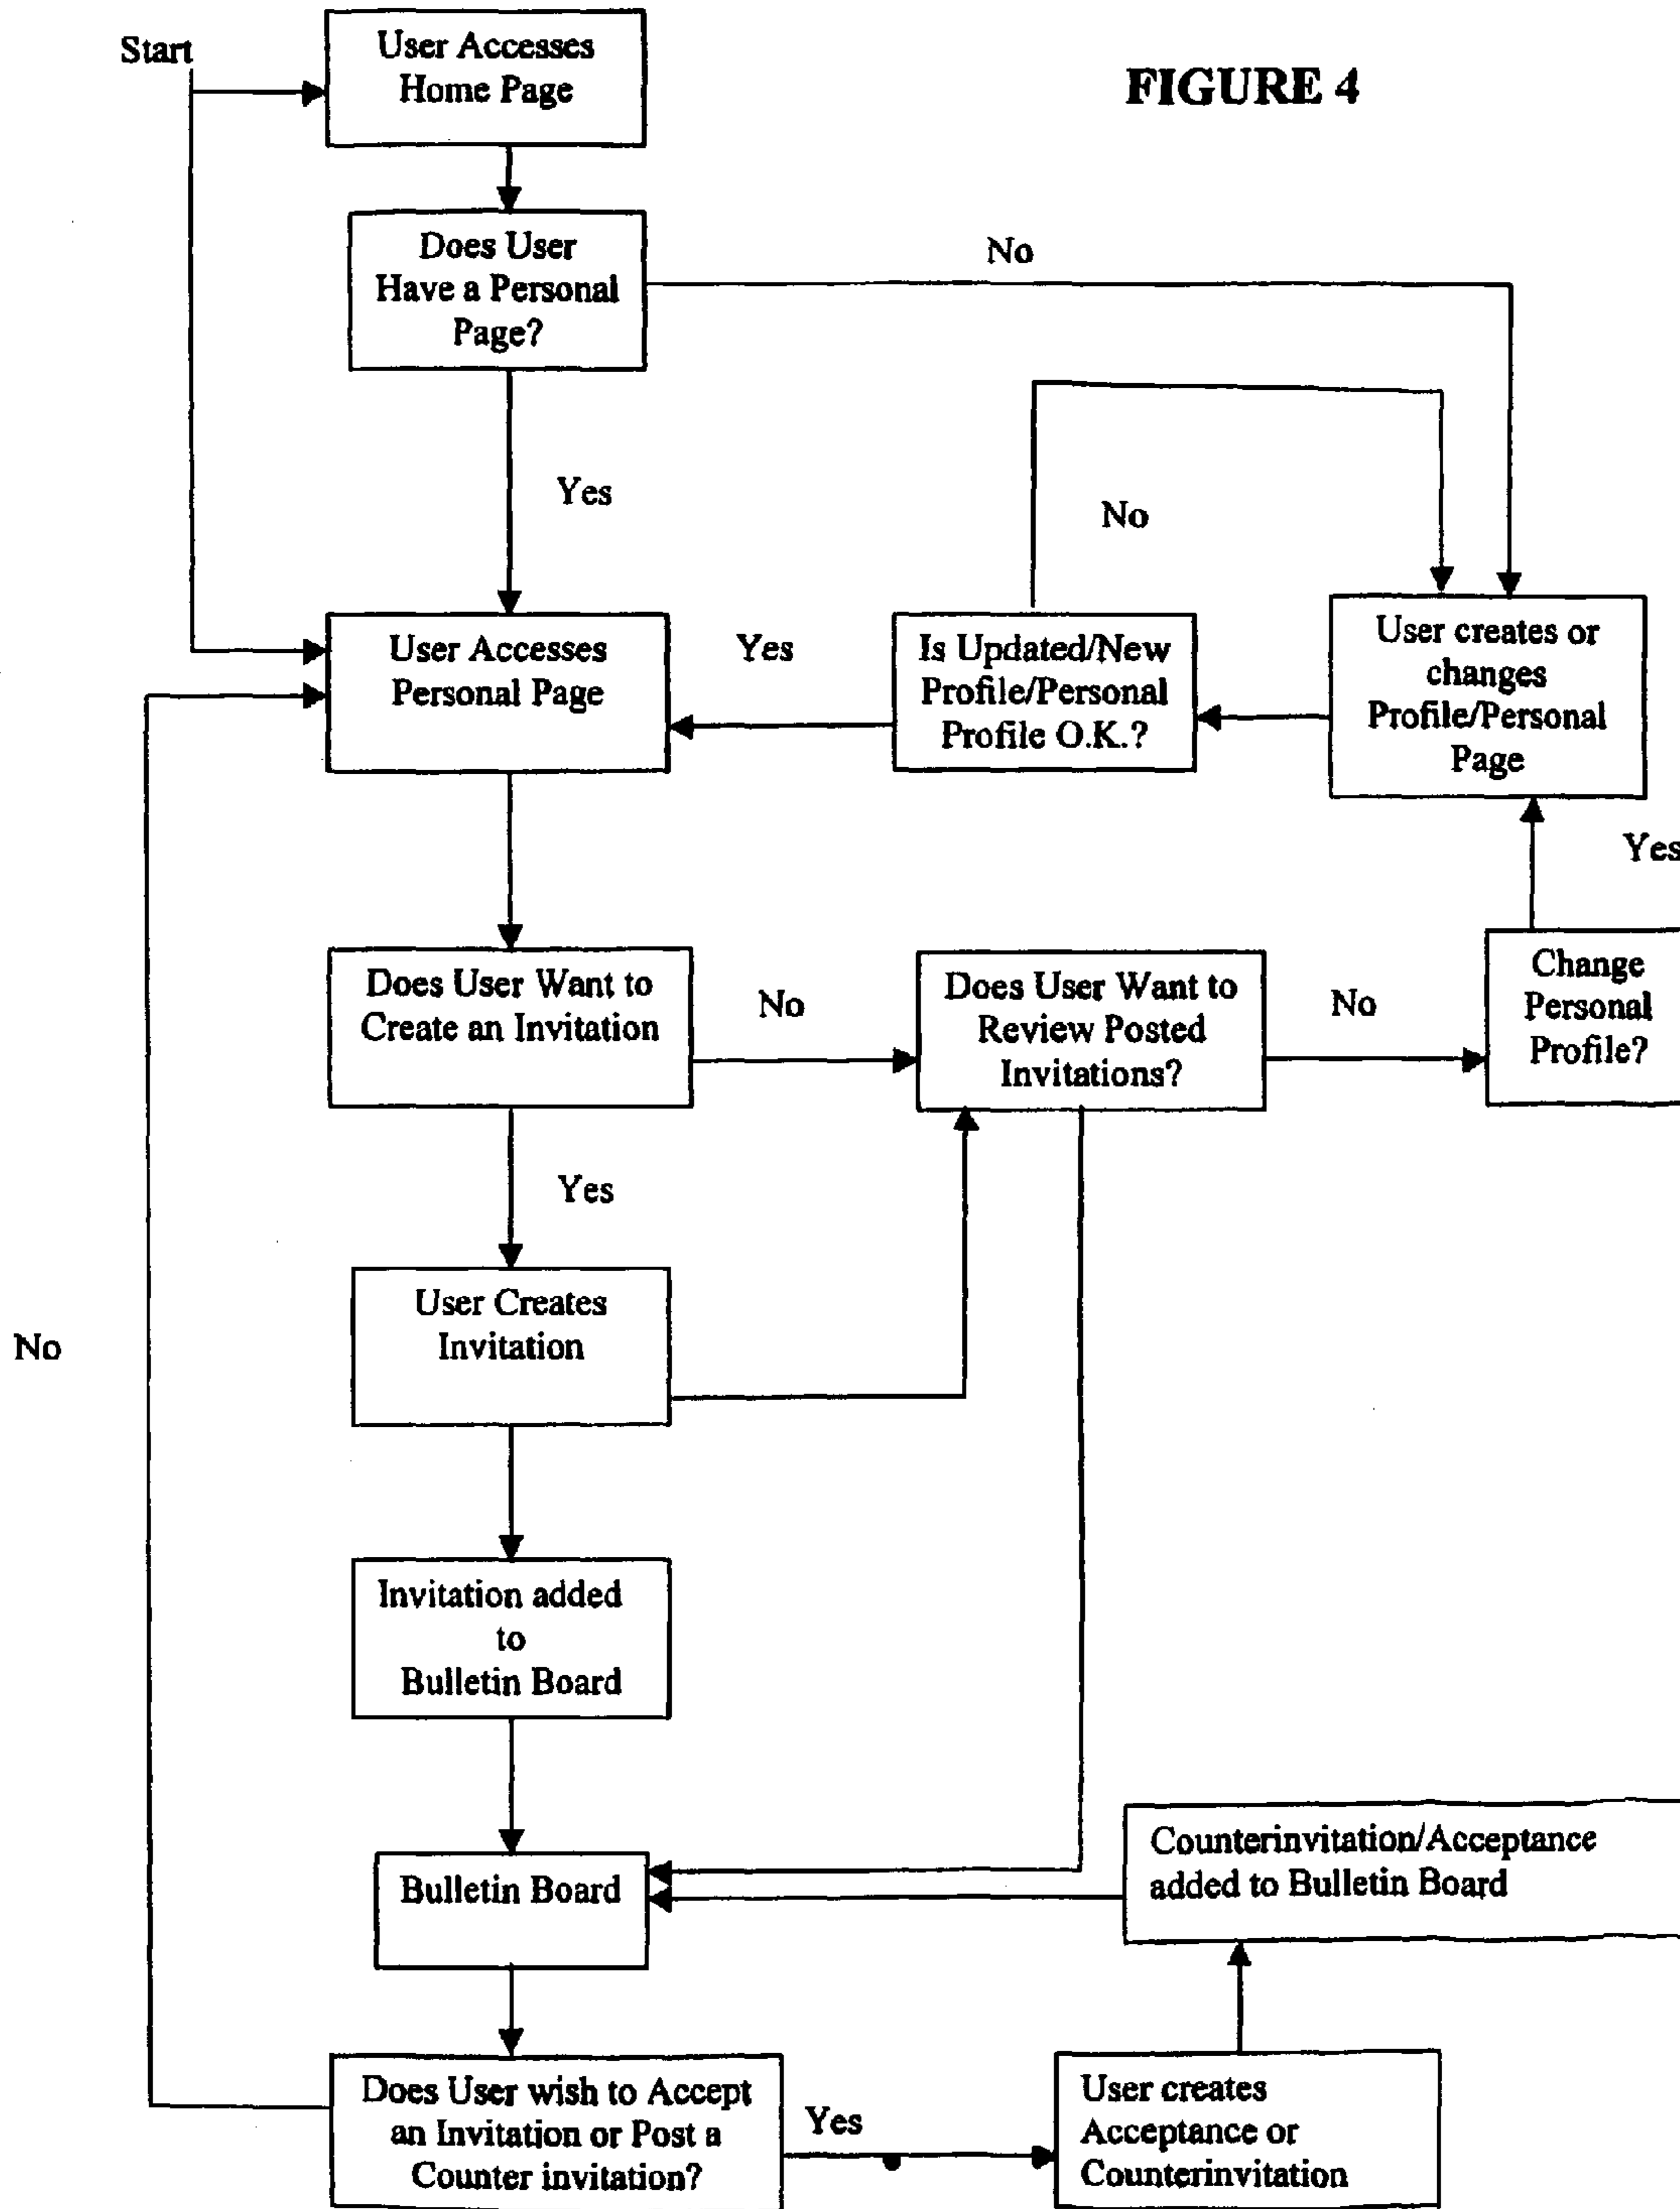 Start
User Accesses
Home Page
FIGURE 4
Does User
Have a Personal
Page?
No
Yes
No
User Accesses
Personal Page
Yes
Is Updated/New
Profile/Personal
Profile O.K.?
User creates or
changes
Profile/Personal
Page
Yes
Does User Want to
Create an Invitation
No
Does User Want to
Review Posted
Invitations?
No
Change
Personal
Profile?
Yes
User Creates
Invitation
No
Invitation added
to
Bulletin Board
Bulletin Board
Counterinvitation/Acceptance
added to Bulletin Board
Does User wish to Accept
an Invitation or Post a
Counter invitation?
Yes
User creates
Acceptance or
Counterinvitation